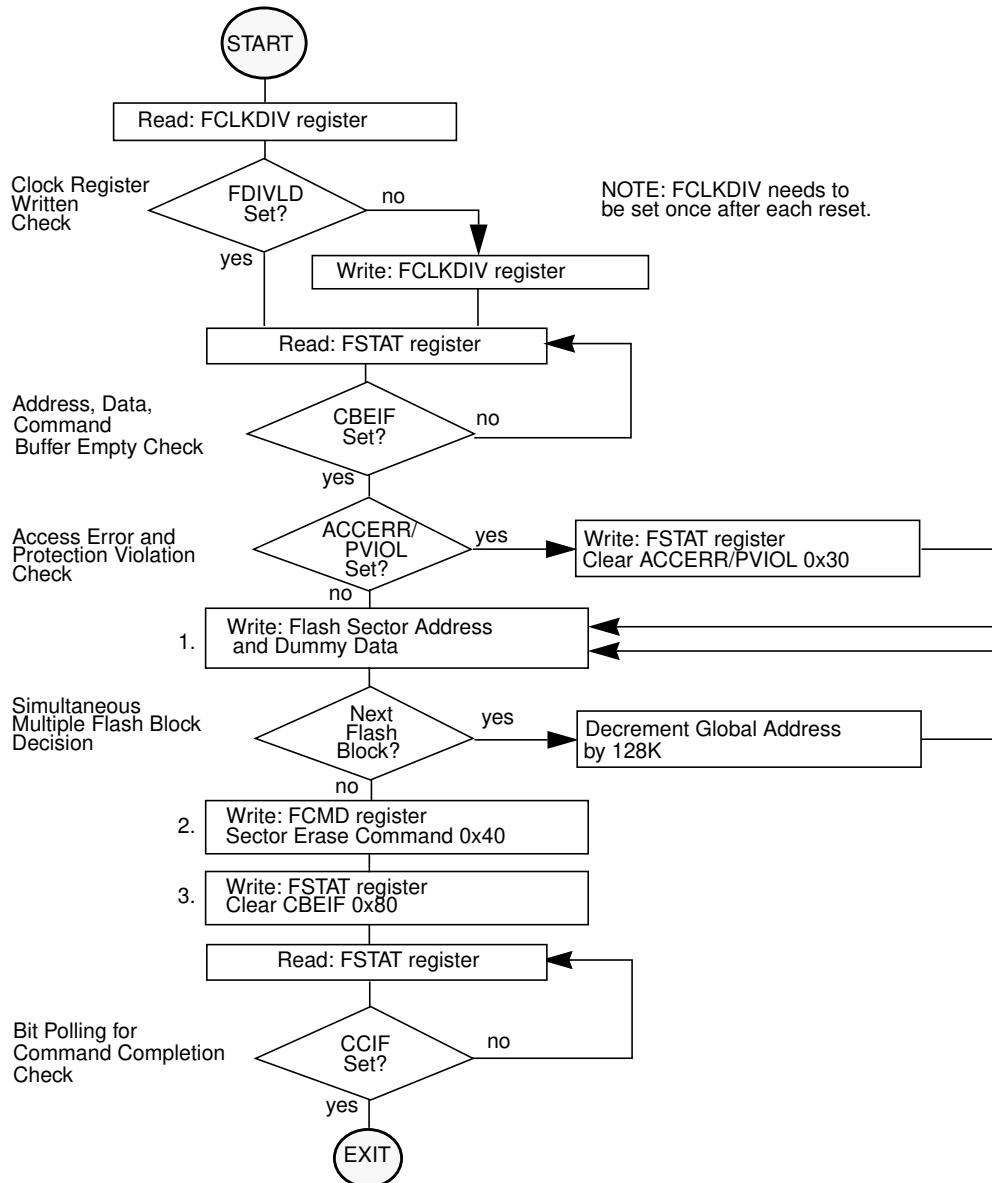 START
Read: FCLKDIV register
Clock Register
Written
Check
FDIVLD
Set?
no
yes
NOTE: FCLKDIV needs to
be set once after each reset.
Write: FCLKDIV register
Read: FSTAT register
Address, Data,
Command
Buffer Empty Check
CBEIF
Set?
no
yes
Access Error and
Protection Violation
Check
ACCERR/
PVIOL
Set?
yes
no
Write: FSTAT register
Clear ACCERR/PVIOL 0x30
1.
Write: Flash Sector Address
and Dummy Data
Simultaneous
Multiple Flash Block
Decision
Next
Flash
Block?
yes
no
Decrement Global Address
by 128K
2.
Write: FCMD register
Sector Erase Command 0x40
3.
Write: FSTAT register
Clear CBEIF 0x80
Read: FSTAT register
Bit Polling for
Command Completion
Check
CCIF
Set?
no
yes
EXIT